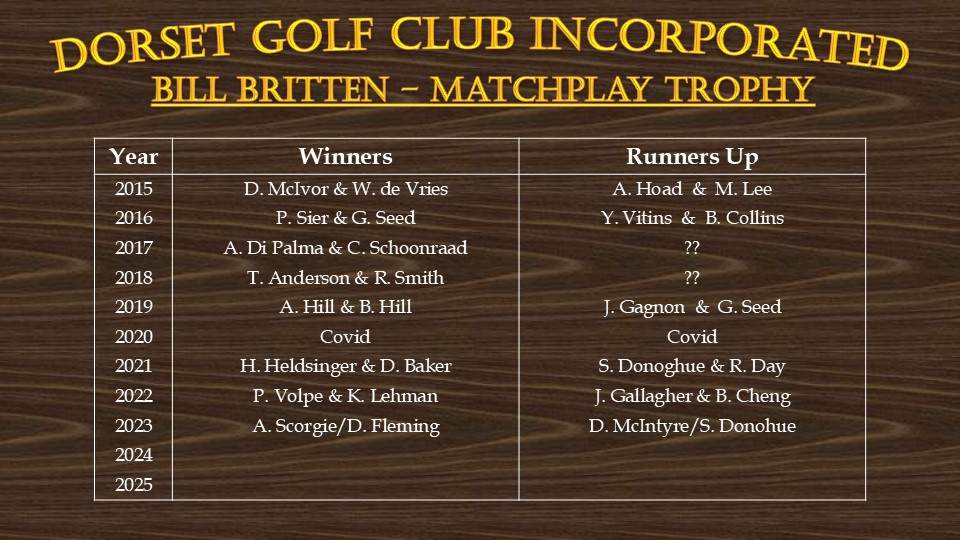 DORSET GOLF CLUB INCORPORATED
BILL BRITTEN – MATCHPLAY TROPHY
Year Winners Runners Up
2015 D. McIvor & W. de Vries A. Hoad & M. Lee
2016 P. Sier & G. Seed Y. Vitins & B. Collins
2017 A. Di Palma & C. Schoonraad ??
2018 T. Anderson & R. Smith ??
2019 A. Hill & B. Hill J. Gagnon & G. Seed
2020 Covid Covid
2021 H. Heldsinger & D. Baker S. Donoghue & R. Day
2022 P. Volpe & K. Lehman J. Gallagher & B. Cheng
2023 A. Scorgie/D. Fleming D. McIntyre/S. Donohue
2024
2025